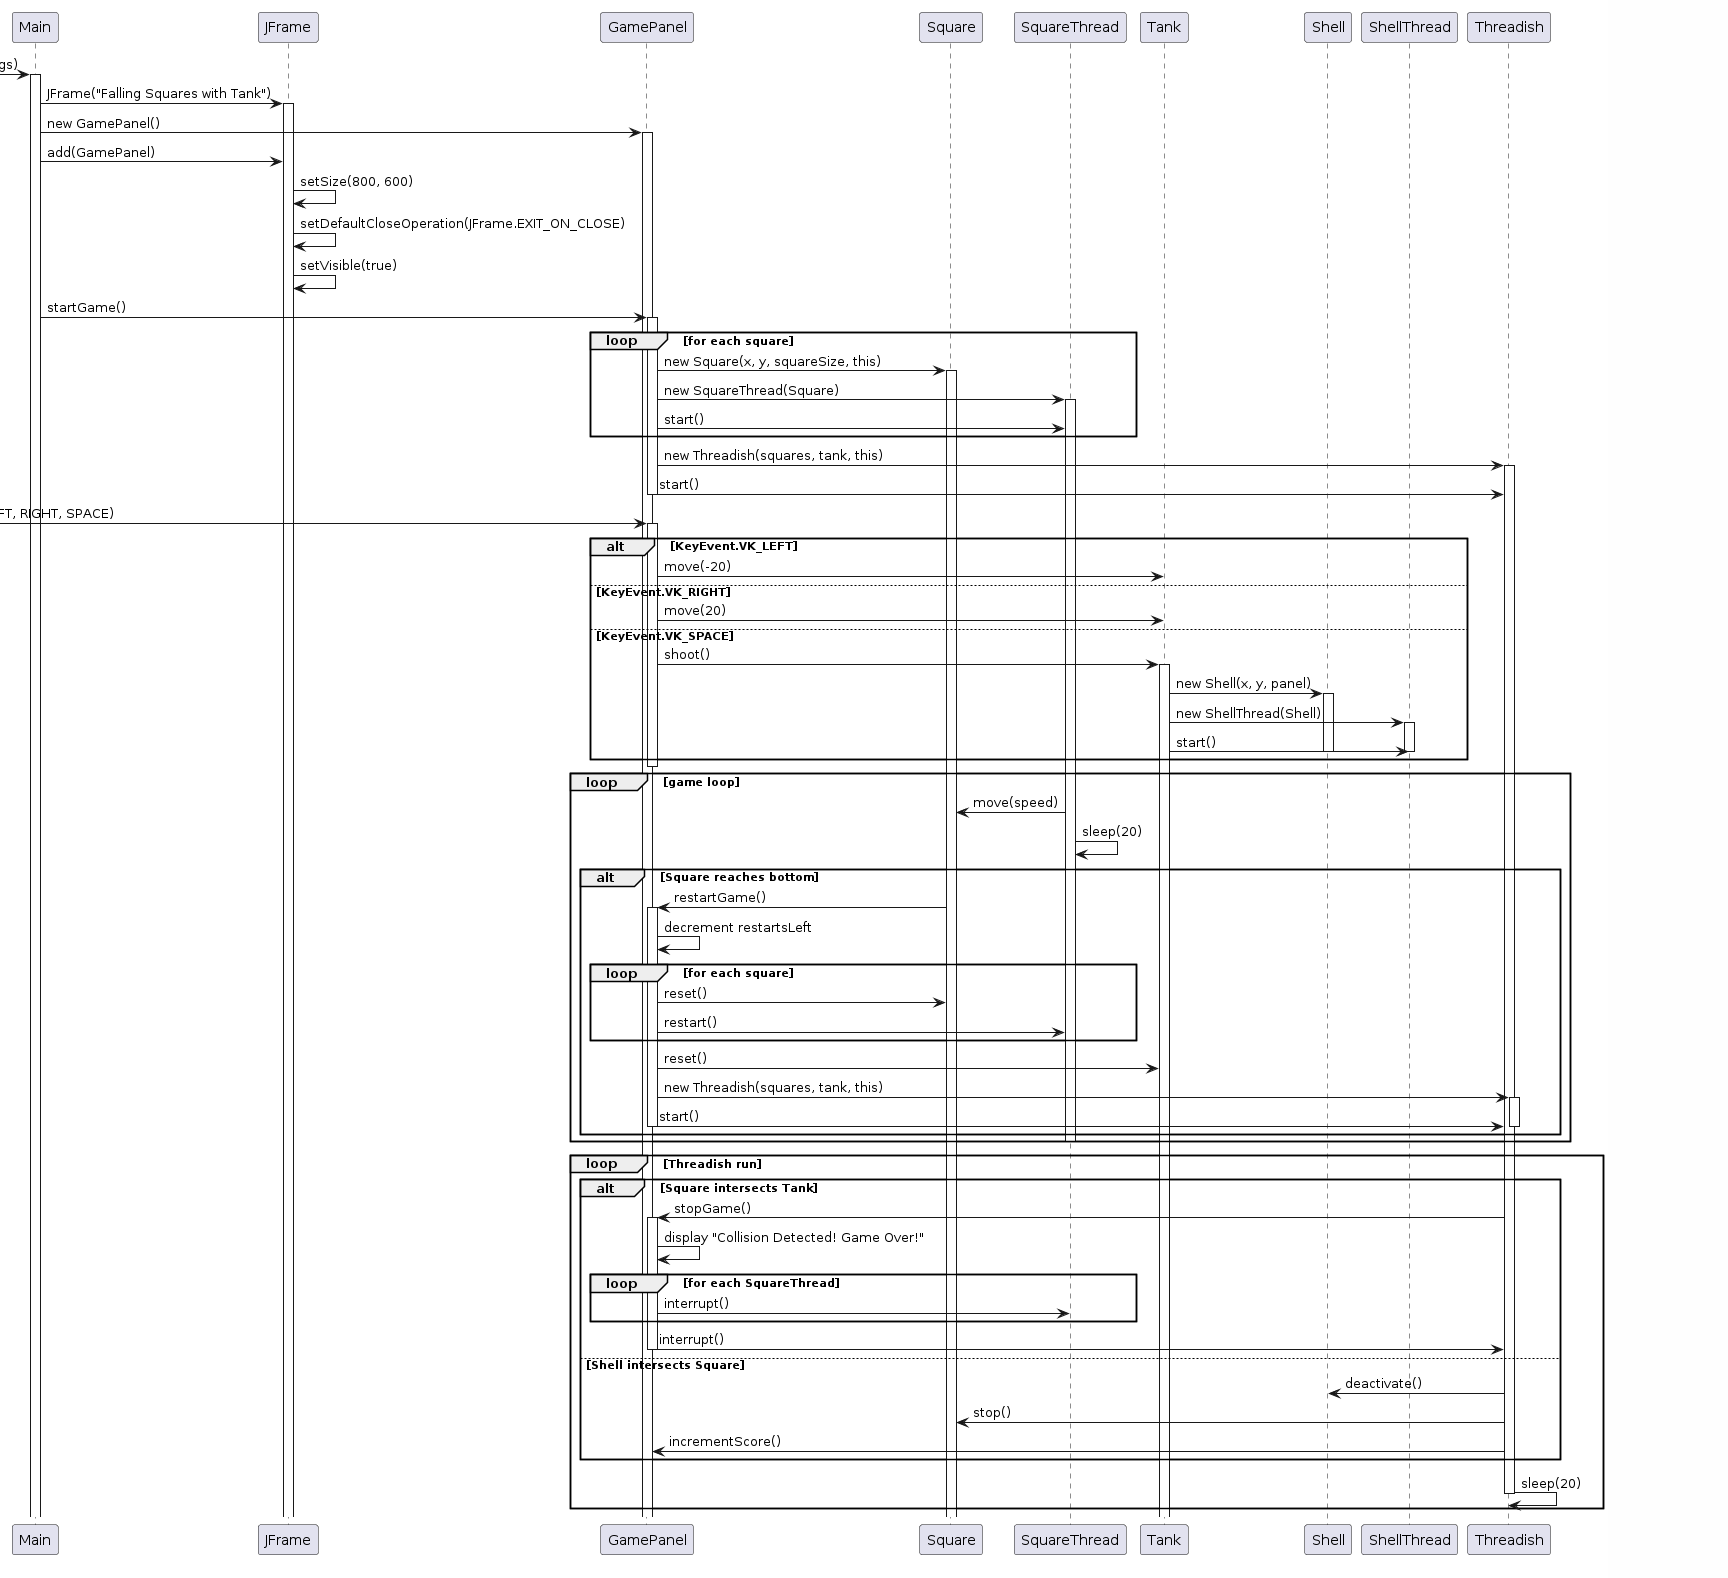 Main JFrame GamePanel Square SquareThread Tank Shell ShellThread Threadish
gs)
JFrame("Falling Squares with Tank")
new GamePanel()
add(GamePanel)
setSize(800, 600)
setDefaultCloseOperation(JFrame.EXIT_ON_CLOSE)
setVisible(true)
startGame()
loop [for each square]
new Square(x, y, squareSize, this)
new SquareThread(Square)
start()
new Threadish(squares, tank, this)
start()
FT, RIGHT, SPACE)
alt [KeyEvent.VK_LEFT]
move(-20)
[KeyEvent.VK_RIGHT]
move(20)
[KeyEvent.VK_SPACE]
shoot()
new Shell(x, y, panel)
new ShellThread(Shell)
start()
loop [game loop]
move(speed)
sleep(20)
alt [Square reaches bottom]
restartGame()
decrement restartsLeft
loop [for each square]
reset()
restart()
reset()
new Threadish(squares, tank, this)
start()
loop [Threadish run]
alt [Square intersects Tank]
stopGame()
display "Collision Detected! Game Over!"
loop [for each SquareThread]
interrupt()
interrupt()
[Shell intersects Square]
deactivate()
stop()
incrementScore()
sleep(20)
Main JFrame GamePanel Square SquareThread Tank Shell ShellThread Threadish